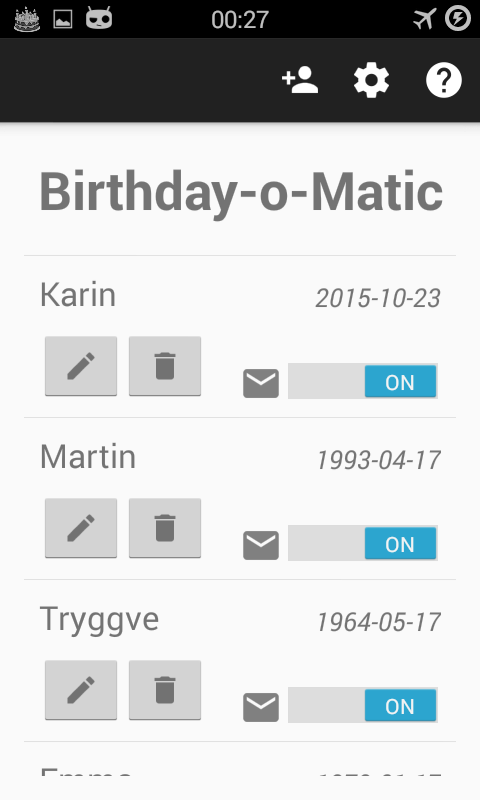 00:27
Birthday-o-Matic
Karin 2015-10-23
ON
Martin 1993-04-17
ON
Tryggve 1964-05-17
ON